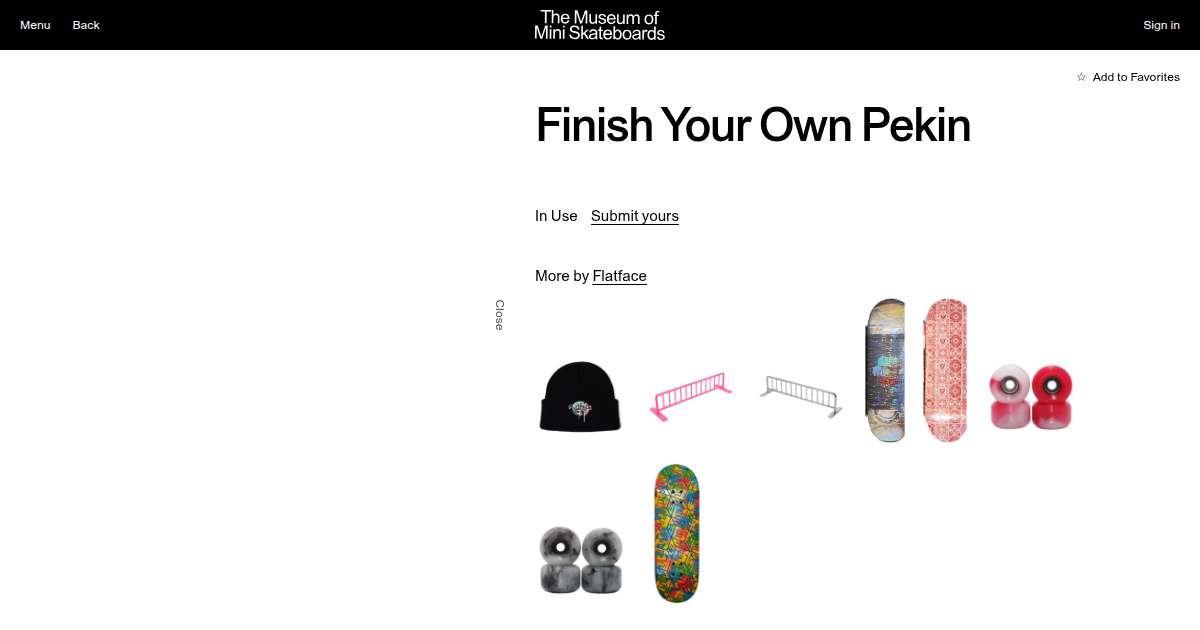 Menu
Back
The Museum of
Mini Skateboards
Sign in
☆ Add to Favorites
Finish Your Own Pekin
In Use Submit yours
More by Flatface
Close